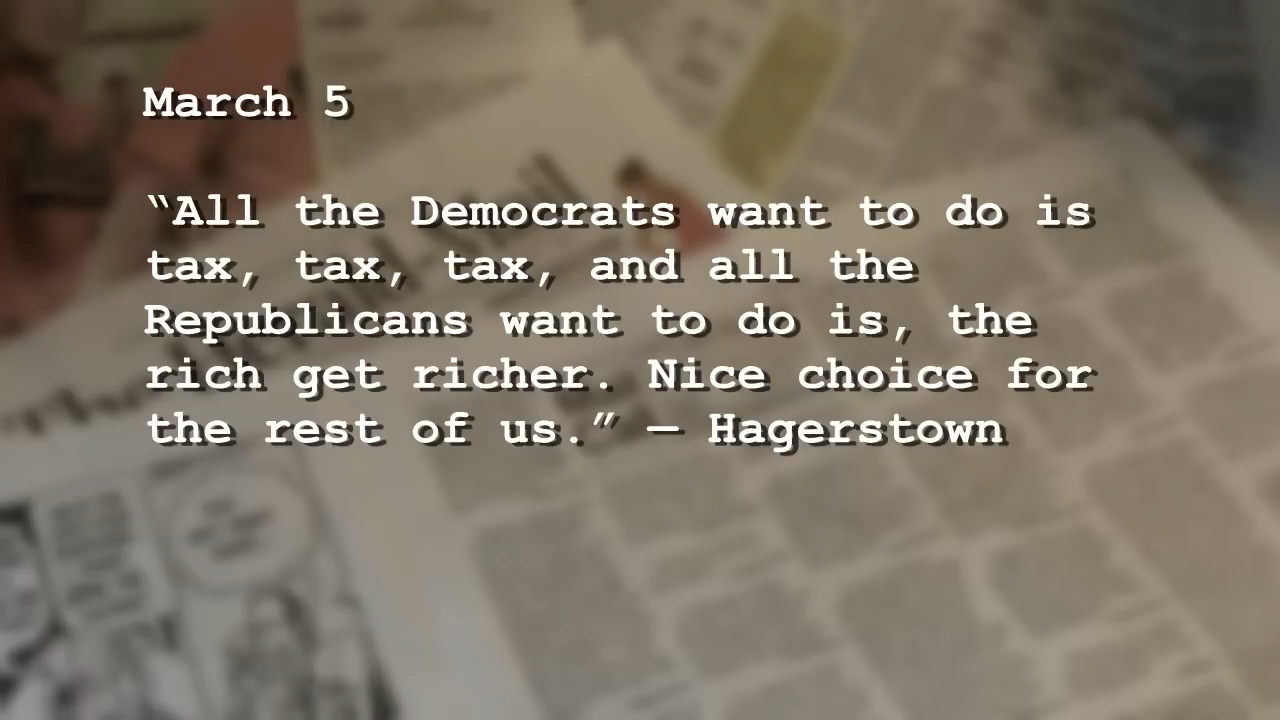 March 5
“All the Democrats want to do is
tax, tax, tax, and all the
Republicans want to do is, the
rich get richer. Nice choice for
the rest of us.” — Hagerstown